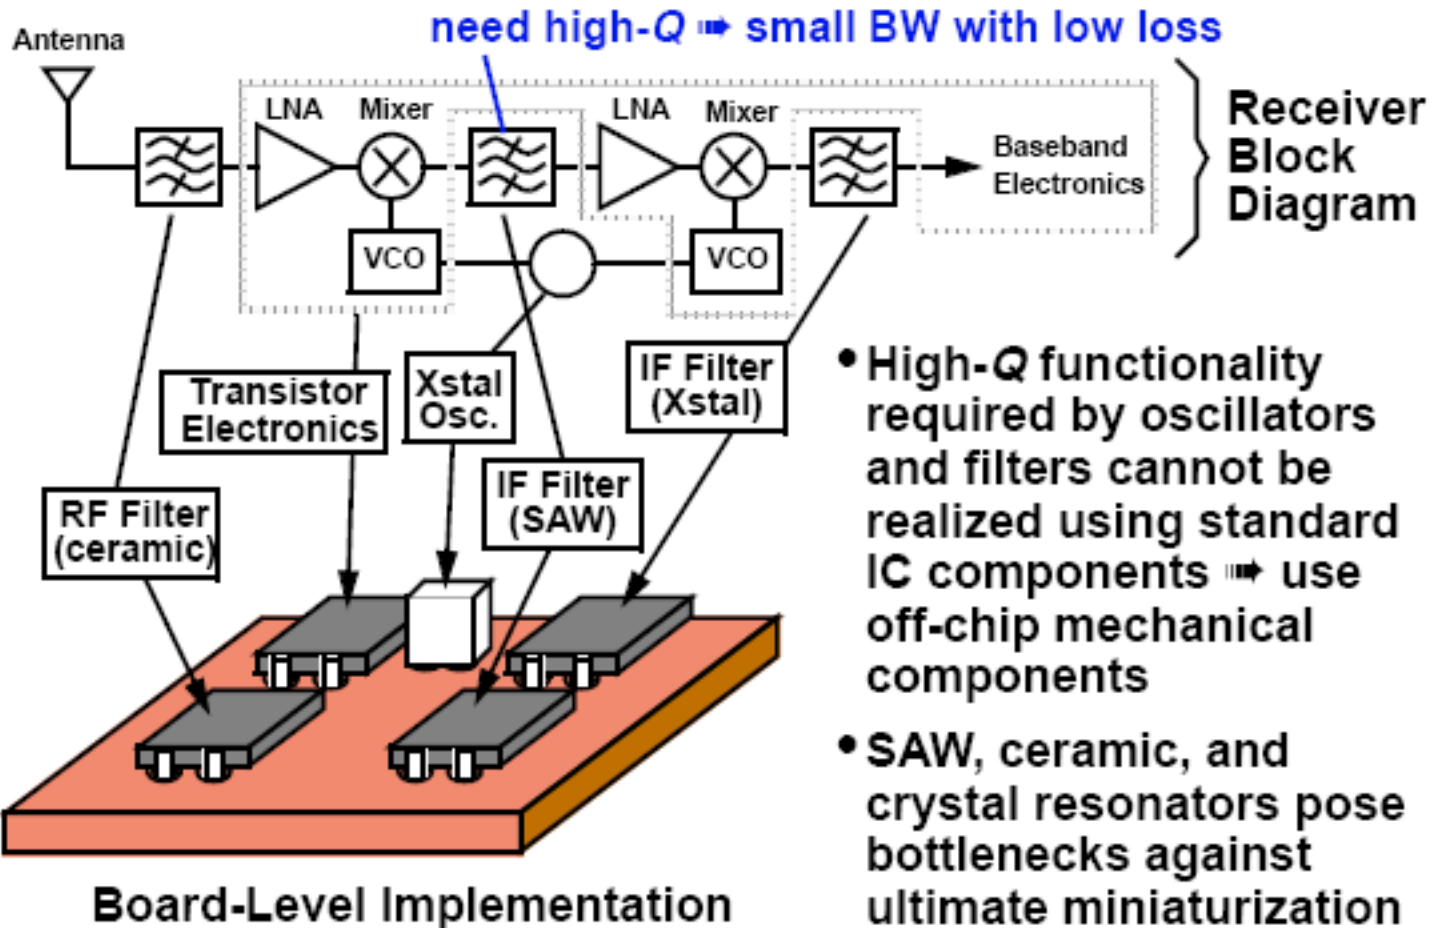 need high-Q ➠ small BW with low loss
Antenna
LNA
Mixer
LNA
Mixer
Baseband
Electronics
VCO
VCO
Receiver
Block
Diagram
Transistor
Electronics
Xstal
Osc.
IF Filter
(Xstal)
IF Filter
(SAW)
RF Filter
(ceramic)
• High-Q functionality
required by oscillators
and filters cannot be
realized using standard
IC components ➠ use
off-chip mechanical
components
• SAW, ceramic, and
crystal resonators pose
bottlenecks against
ultimate miniaturization
Board-Level Implementation